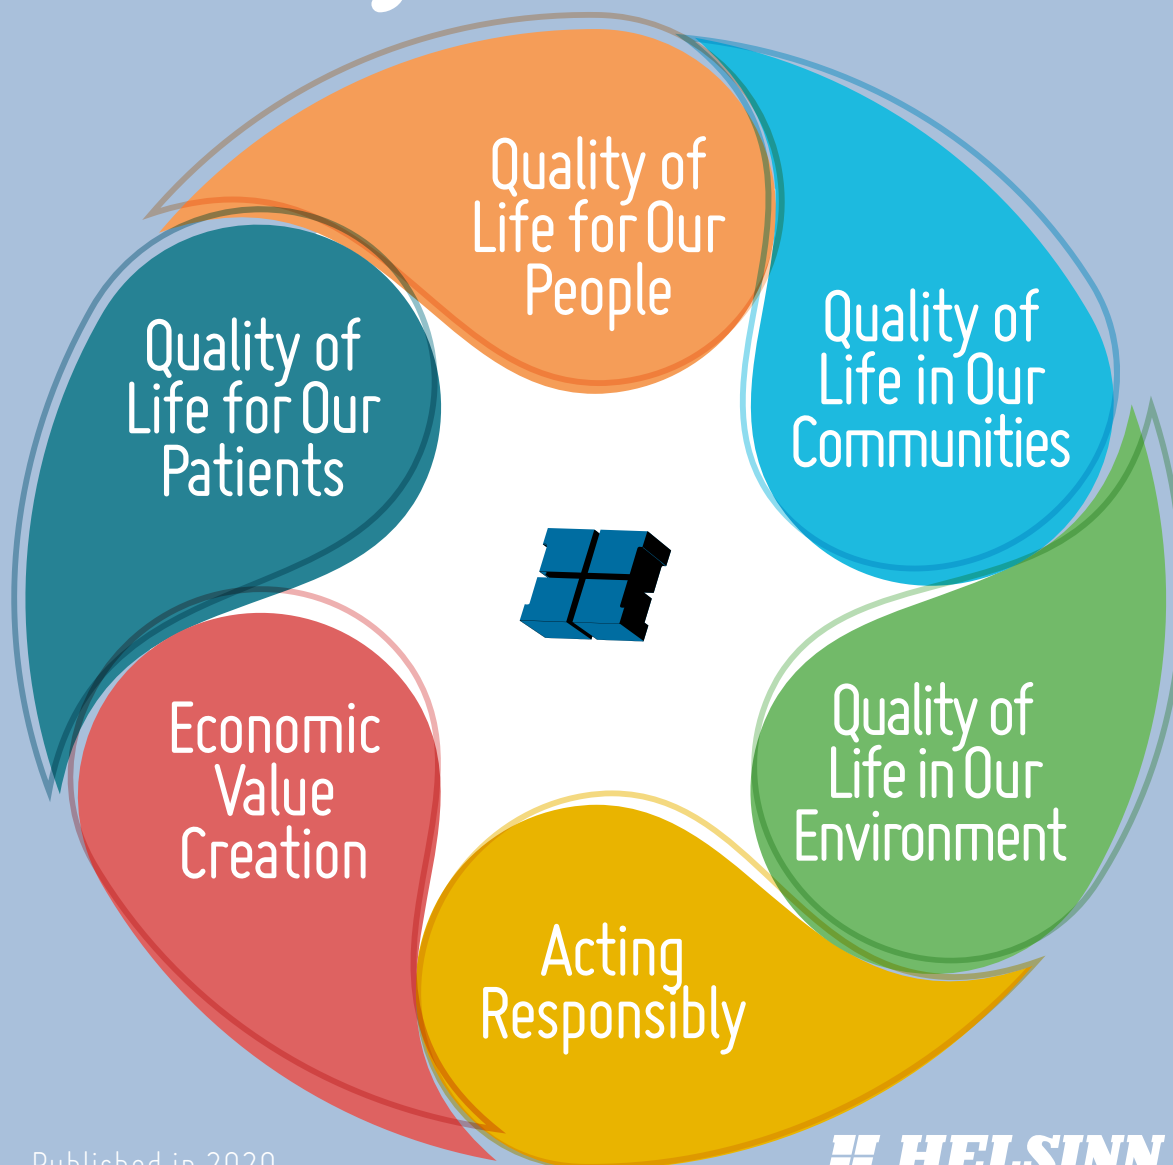 Quality of
Life for Our
People
Quality of
Life in Our
Communities
Quality of
Life for Our
Patients
Quality of
Life in Our
Environment
Economic
Value
Creation
Acting
Responsibly
Published in 2020
HELSINN